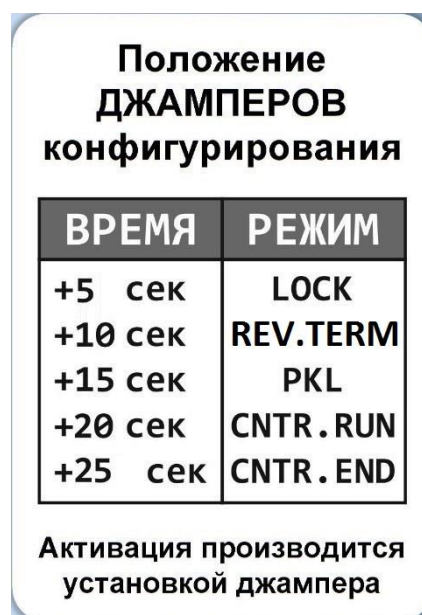 Положение
ДЖАМПЕРОВ
конфигурирования
ВРЕМЯ РЕЖИМ
+5 сек LOCK
+10 сек REV.TERM
+15 сек PKL
+20 сек CNTR.RUN
+25 сек CNTR.END
Активация производится
установкой джампера